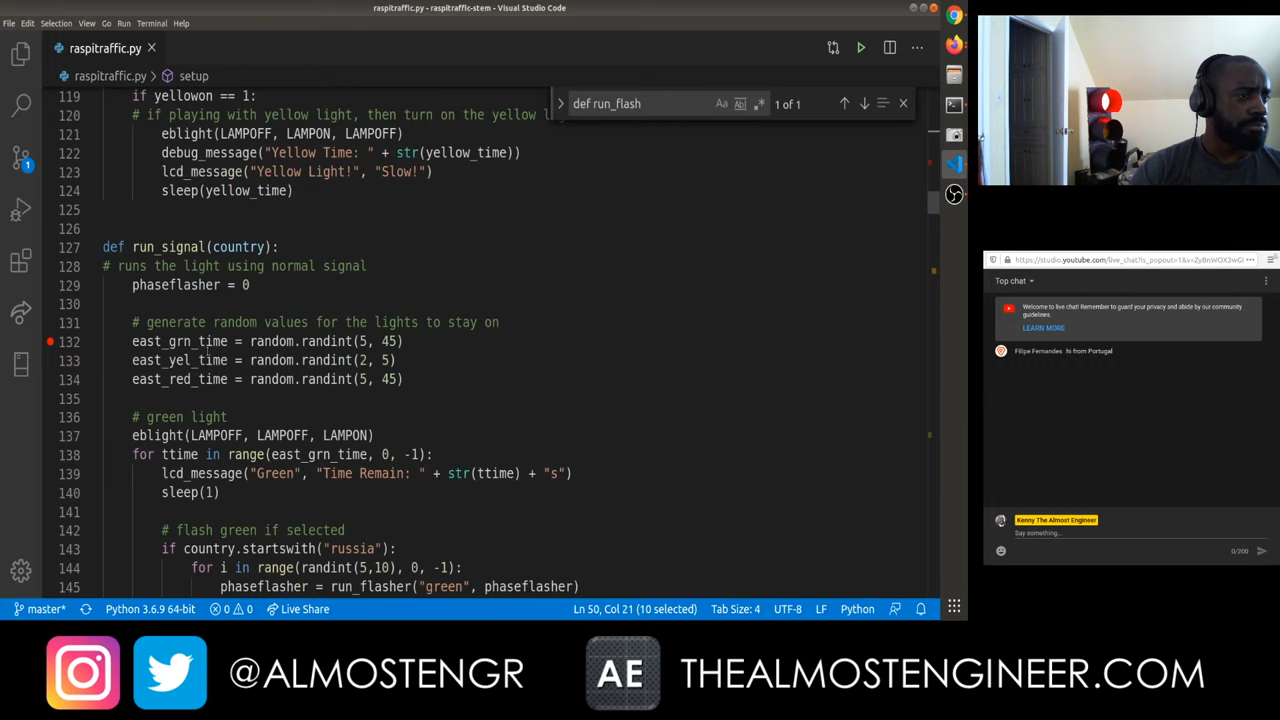 raspitraffic.py - raspitraffic-stem - Visual Studio Code
File Edit Selection View Go Run Terminal Help
raspitraffic.py
raspitraffic.py > setup
def run_flash
Aa Abl .* 1 of 1
119 if yellowon == 1:
120 # if playing with yellow light, then turn on the yellow l
121 eblight(LAMPOFF, LAMPON, LAMPOFF)
122 debug_message("Yellow Time: " + str(yellow_time))
123 lcd_message("Yellow Light!", "Slow!")
124 sleep(yellow_time)
125
126
127 def run_signal(country):
128 # runs the light using normal signal
129 phaseflasher = 0
130
131 # generate random values for the lights to stay on
132 east_grn_time = random.randint(5, 45)
133 east_yel_time = random.randint(2, 5)
134 east_red_time = random.randint(5, 45)
135
136 # green light
137 eblight(LAMPOFF, LAMPOFF, LAMPON)
138 for ttime in range(east_grn_time, 0, -1):
139 lcd_message("Green", "Time Remain: " + str(ttime) + "s")
140 sleep(1)
141
142 # flash green if selected
143 if country.startswith("russia"):
144 for i in range(randint(5,10), 0, -1):
145 phaseflasher = run_flasher("green", phaseflasher)
1
master* Python 3.6.9 64-bit 0 0 Live Share Ln 50, Col 21 (10 selected) Tab Size: 4 UTF-8 LF Python
https://studio.youtube.com/live_chat?is_popout=1&v=ZyBnWOX3wGI
Top chat
Welcome to live chat! Remember to guard your privacy and abide by our community
guidelines.
LEARN MORE
Filipe Fernandes hi from Portugal
Kenny The Almost Engineer
Say something...
0/200
@ALMOSTENGR AE THEALMOSTENGINEER.COM